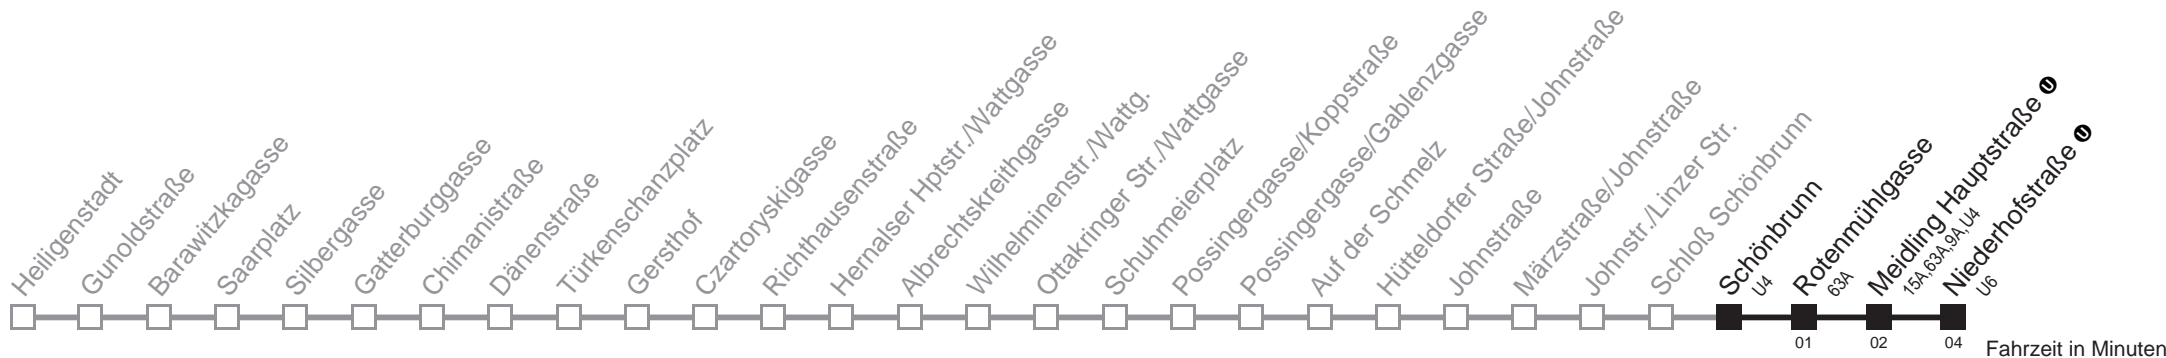 Heiligenstadt
Gunoldstraße
Barawitzkagasse
Saarplatz
Silbergasse
Gatterburggasse
Chimanistraße
Dänenstraße
Türkenschanzplatz
Gersthof
Czartoryskigasse
Richthausenstraße
Hernalser Hptstr./Wattgasse
Albrechtskreithgasse
Wilhelminenstr./Wattg.
Ottakringer Str./Wattgasse
Schuhmeierplatz
Possingergasse/Koppstraße
Possingergasse/Gablenzgasse
Auf der Schmelz
Hütteldorfer Straße/Johnstraße
Johnstraße
Märzstraße/Johnstraße
Johnstr./Linzer Str.
Schloß Schönbrunn
Schönbrunn
U4
Rotenmühlgasse
63A
Meidling Hauptstraße U
15A,63A,9A,U4
Niederhofstraße U
U6
01
02
04
Fahrzeit in Minuten